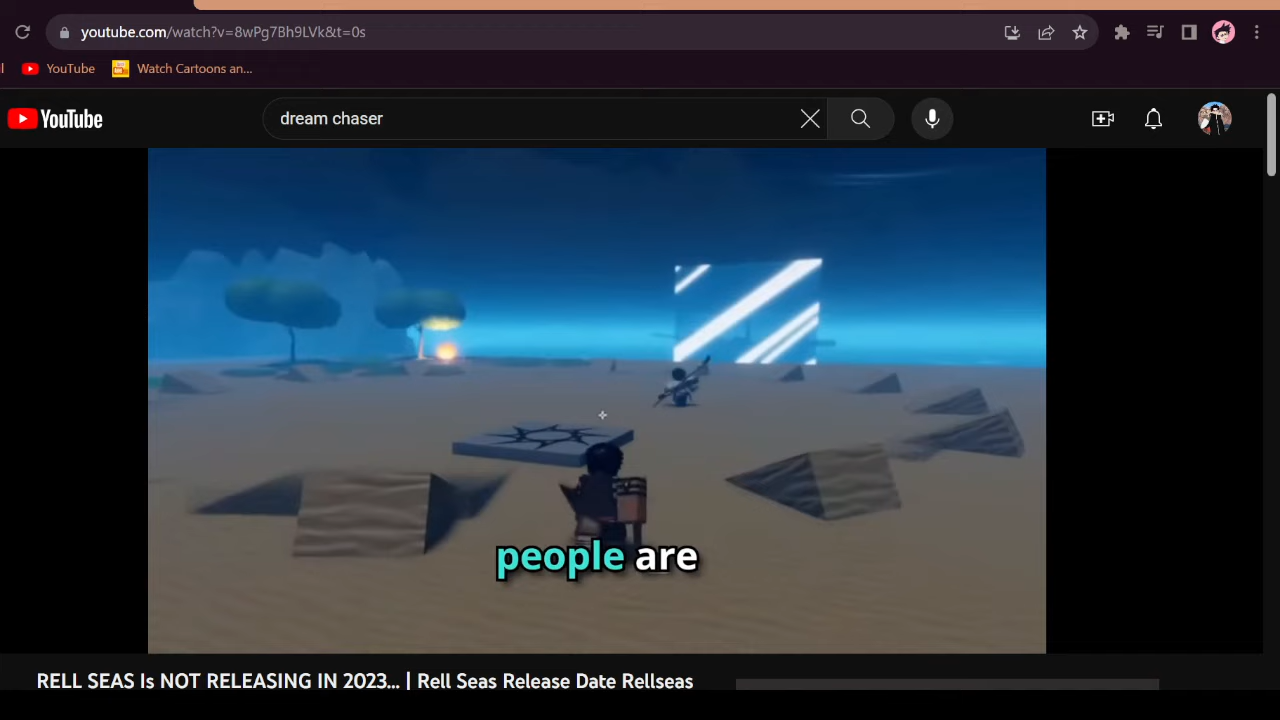 youtube.com/watch?v=8wPg7Bh9LVk&t=0s
l YouTube Watch Cartoons an...
YouTube dream chaser
people are
RELL SEAS Is NOT RELEASING IN 2023... | Rell Seas Release Date Rellseas